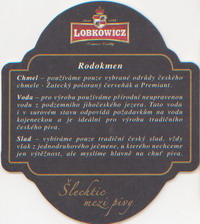 LOBKOWICZ
Rodokmen
Chmel – používáme pouze vybrané odrůdy českého
chmele - Žatecký poloraný červeňák a Premiant.
Voda – pro výrobu používáme přírodní neupravenou
vodu z podzemního jihočeského jezera. Tato voda
i v surovém stavu odpovídá požadavkům na vodu
kojeneckou a je ideální pro výrobu tradičního
českého piva.
Slad – vybíráme pouze tradiční český slad, vždy
však z jednodruhového ječmene, u kterého nechceme
jen výtěžnost, ale myslíme hlavně na chuť piva.
Šlechtic
mezi pivy